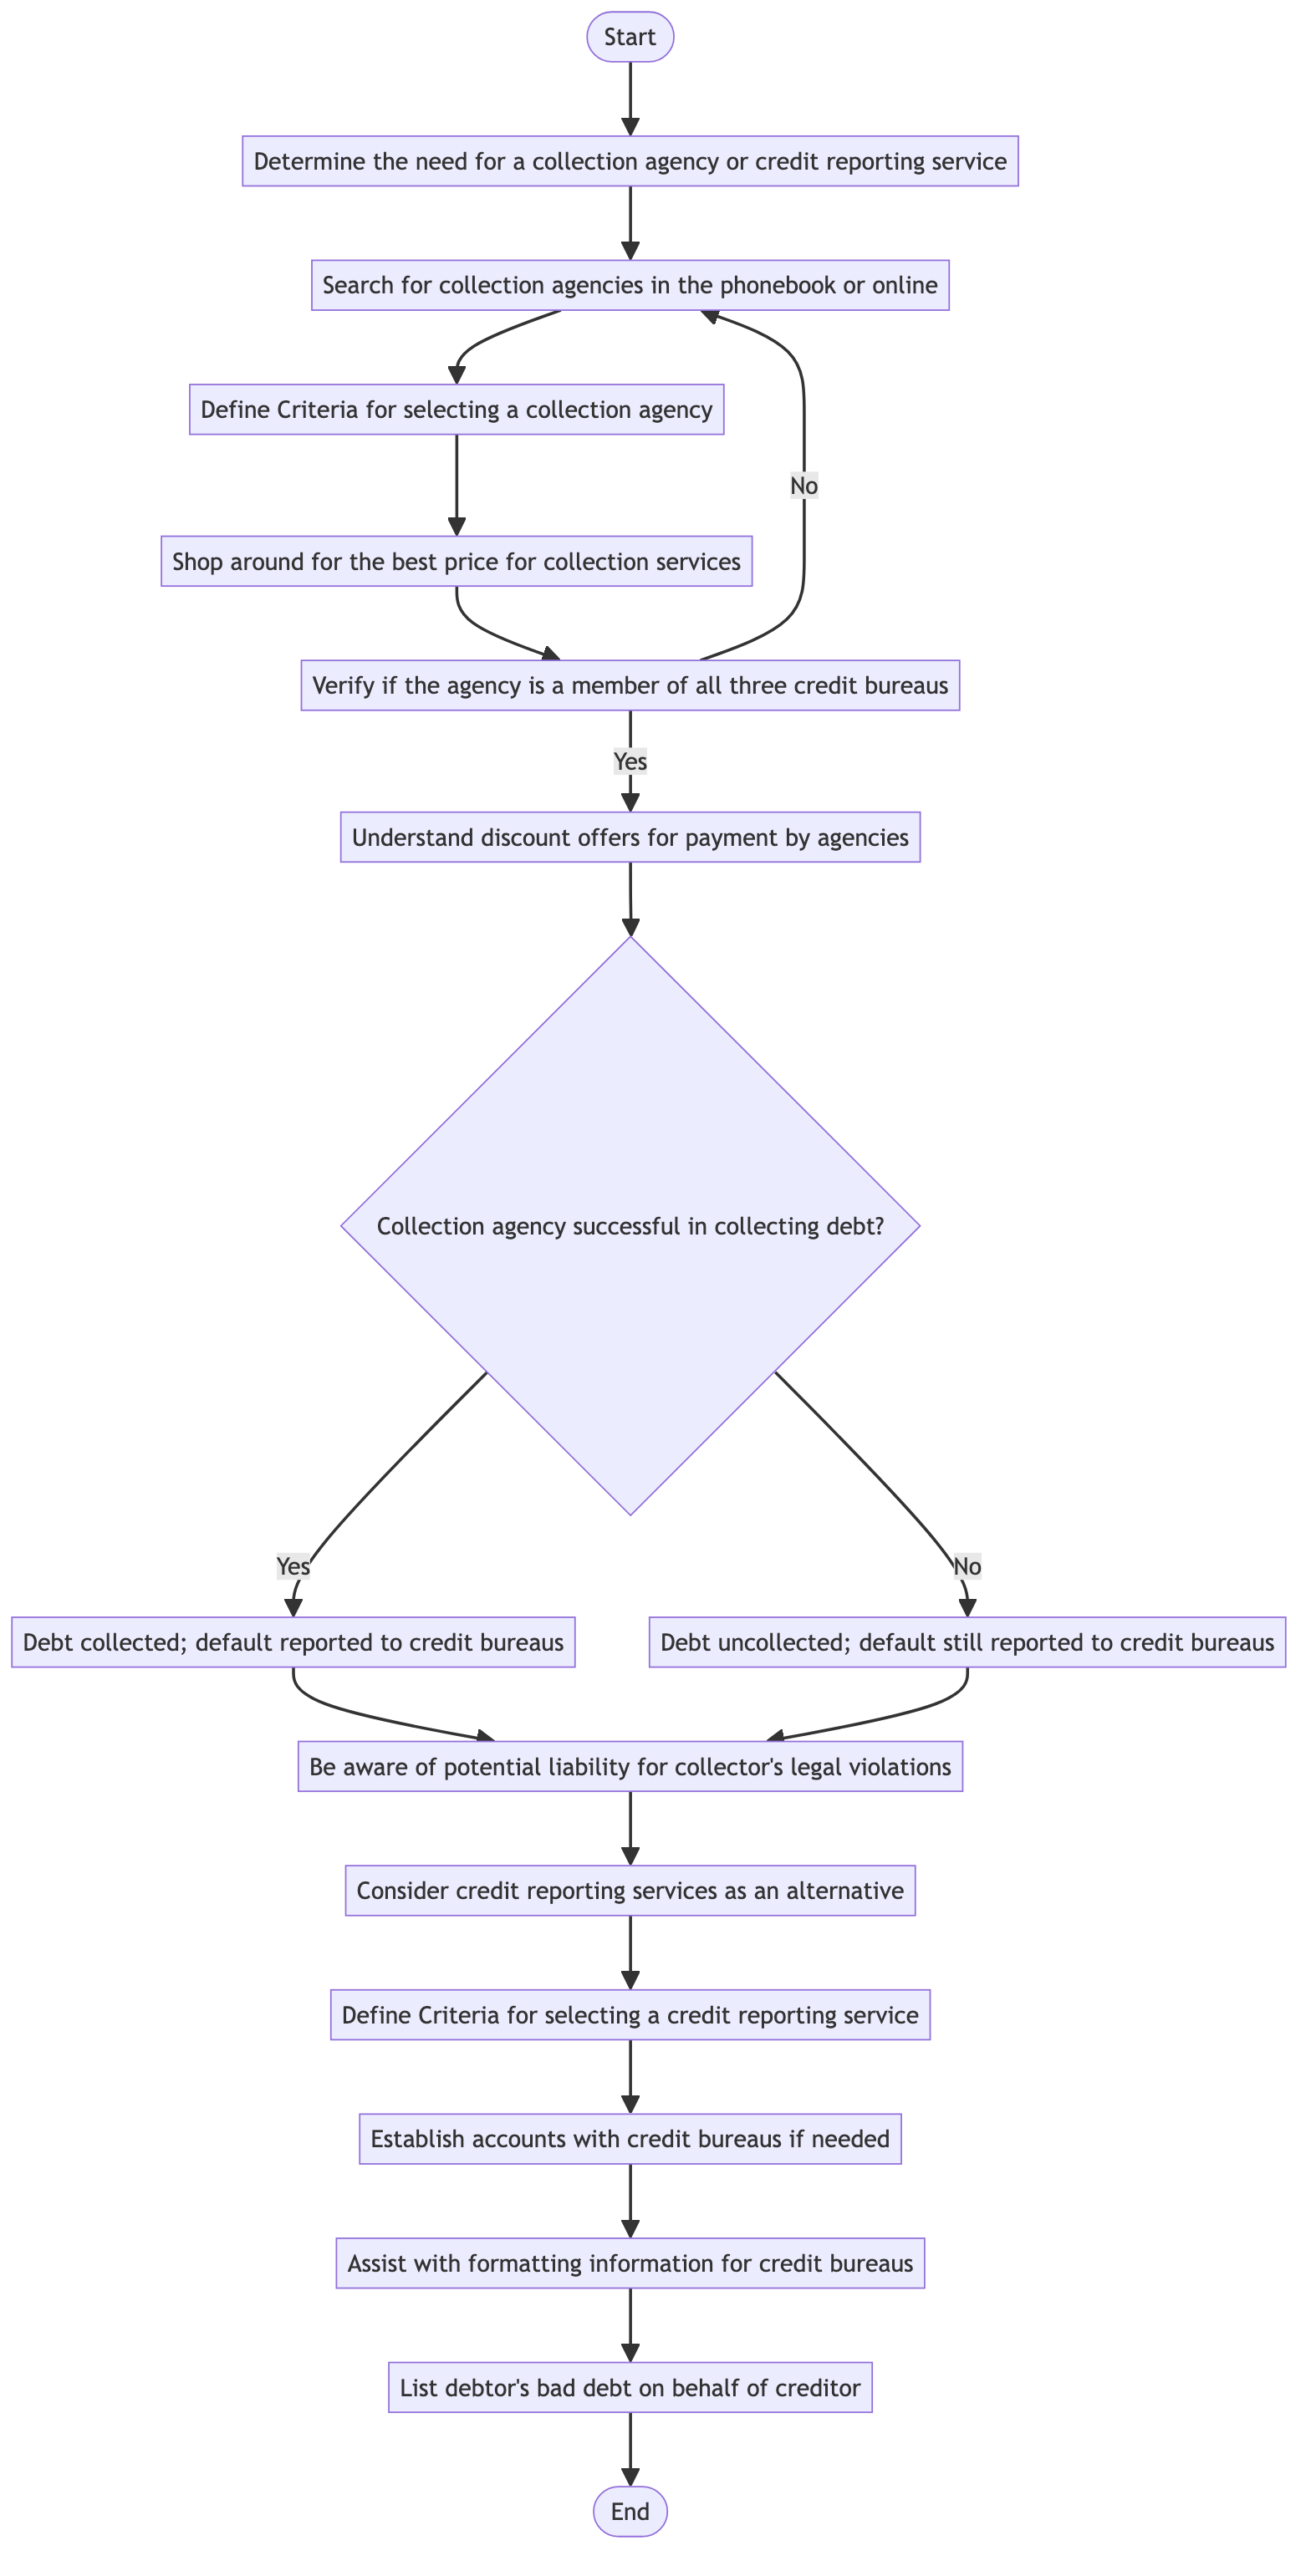 Start
Determine the need for a collection agency or credit reporting service
Search for collection agencies in the phonebook or online
Define Criteria for selecting a collection agency
No
Shop around for the best price for collection services
Verify if the agency is a member of all three credit bureaus
Yes
Understand discount offers for payment by agencies
Collection agency successful in collecting debt?
Yes
No
Debt collected; default reported to credit bureaus
Debt uncollected; default still reported to credit bureaus
Be aware of potential liability for collector's legal violations
Consider credit reporting services as an alternative
Define Criteria for selecting a credit reporting service
Establish accounts with credit bureaus if needed
Assist with formatting information for credit bureaus
List debtor's bad debt on behalf of creditor
End